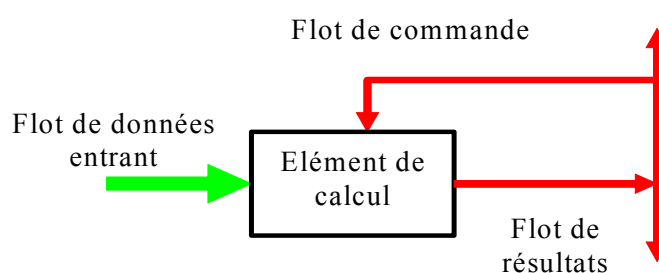 Flot de commande
Flot de données
entrant
Elément de
calcul
Flot de
résultats